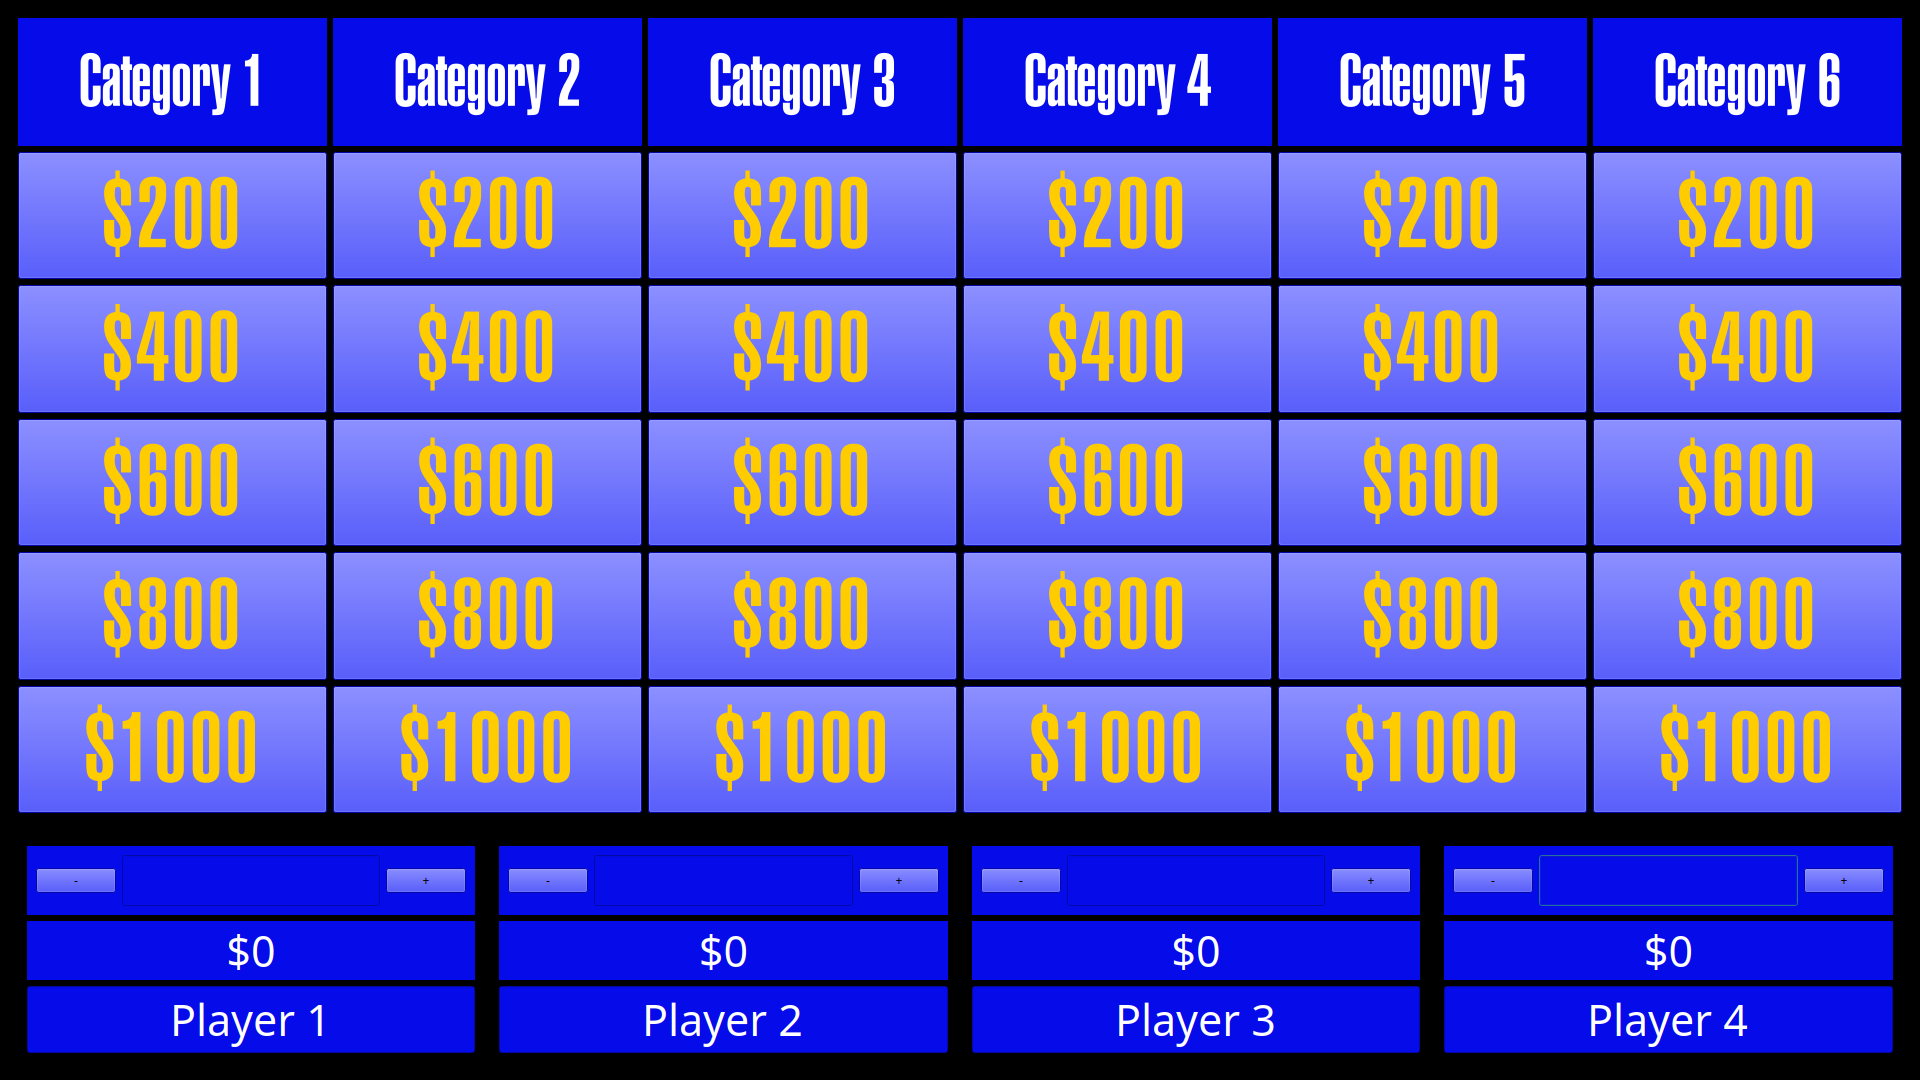 Category 1 Category 2 Category 3 Category 4 Category 5 Category 6
$200 $200 $200 $200 $200 $200
$400 $400 $400 $400 $400 $400
$600 $600 $600 $600 $600 $600
$800 $800 $800 $800 $800 $800
$1000 $1000 $1000 $1000 $1000 $1000
- + - + - + - +
$0 $0 $0 $0
Player 1 Player 2 Player 3 Player 4